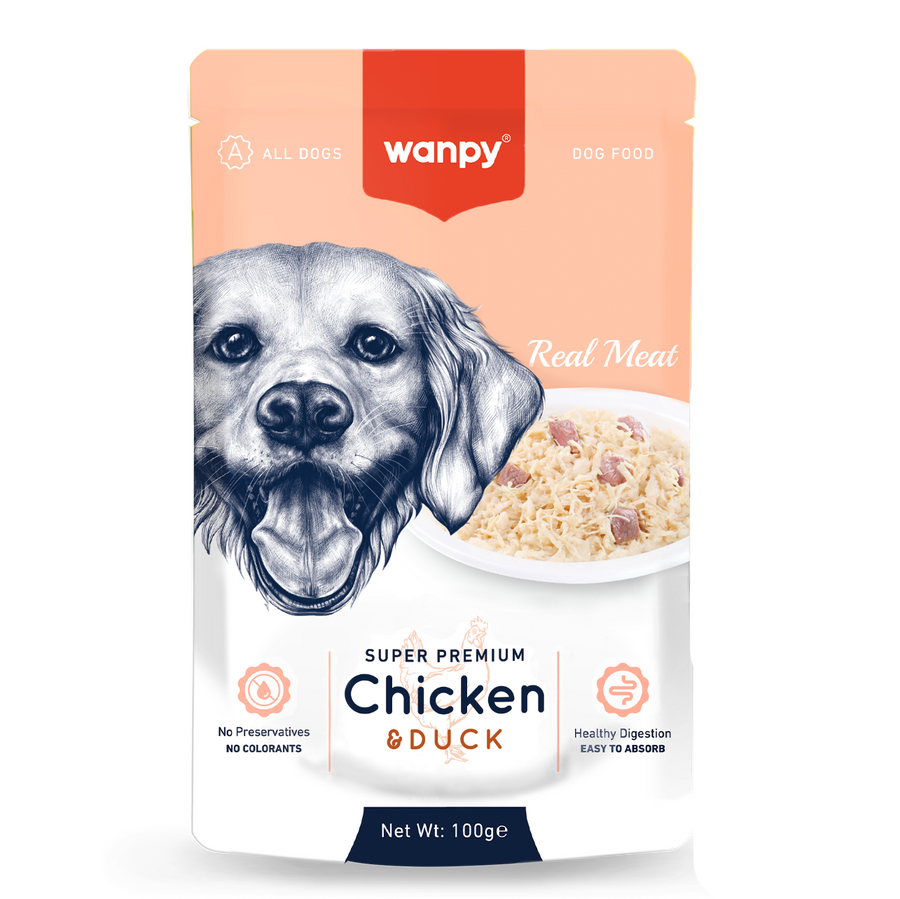 A ALL DOGS
wanpy®
DOG FOOD
Real Meat
SUPER PREMIUM
Chicken
& DUCK
No Preservatives
NO COLORANTS
Healthy Digestion
EASY TO ABSORB
Net Wt: 100g℮